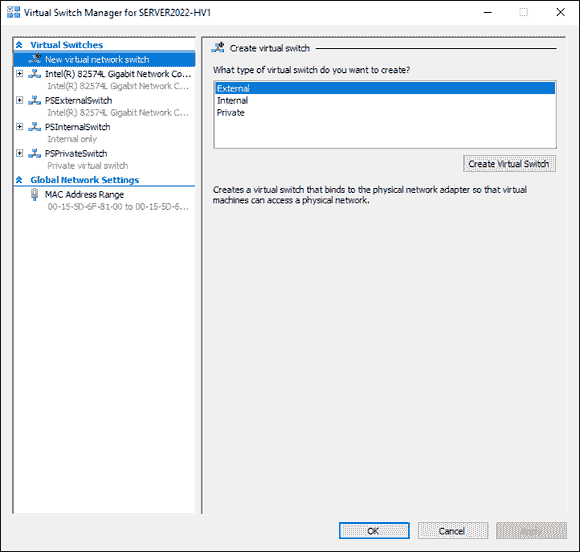 Virtual Switch Manager for SERVER2022-HV1
Virtual Switches
New virtual network switch
Intel(R) 82574L Gigabit Network Co...
Intel(R) 82574L Gigabit Network C...
PSExternalSwitch
Intel(R) 82574L Gigabit Network C...
PSInternalSwitch
Internal only
PSPrivateSwitch
Private virtual switch
Global Network Settings
MAC Address Range
00-15-5D-6F-81-00 to 00-15-5D-6...
Create virtual switch
What type of virtual switch do you want to create?
External
Internal
Private
Create Virtual Switch
Creates a virtual switch that binds to the physical network adapter so that virtual
machines can access a physical network.
OK
Cancel
Apply